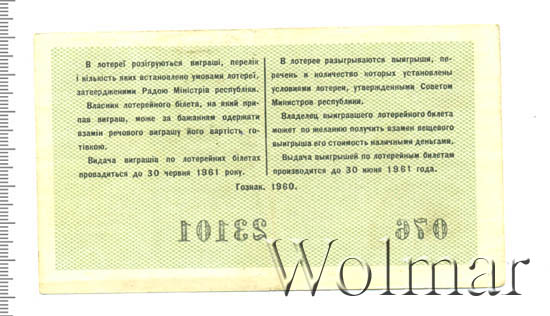 В лотереї розігруються виграші, перелік
і кількість яких встановлено умовами лотереї,
затвердженими Радою Міністрів республіки.
Власник лотерейного білета, на який при-
пав виграш, може за бажанням одержати
взамін речового виграшу його вартість го-
тівкою.
Видача виграшів по лотерейних білетах
провадиться до 30 червня 1961 року.
В лотерее разыгрываются выигрыши, пе-
речень и количество которых установлены
условиями лотереи, утвержденными Советом
Министров республики.
Владелец выигравшего лотерейного билета
может по желанию получить взамен вещевого
выигрыша его стоимость наличными деньгами.
Выдача выигрышей по лотерейным билетам
производится до 30 июня 1961 года.
Гознак. 1960.
076
23101
Wolmar